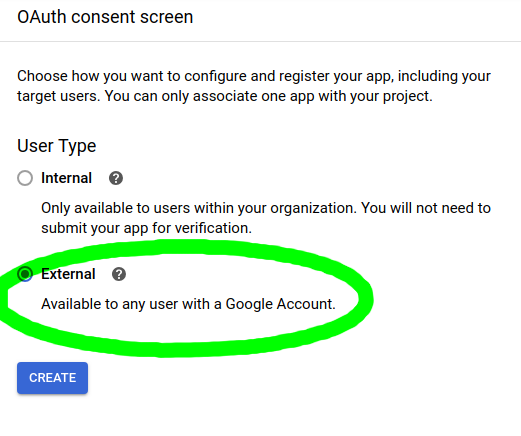 OAuth consent screen
Choose how you want to configure and register your app, including your
target users. You can only associate one app with your project.
User Type
Internal ?
Only available to users within your organization. You will not need to
submit your app for verification.
External ?
Available to any user with a Google Account.
CREATE